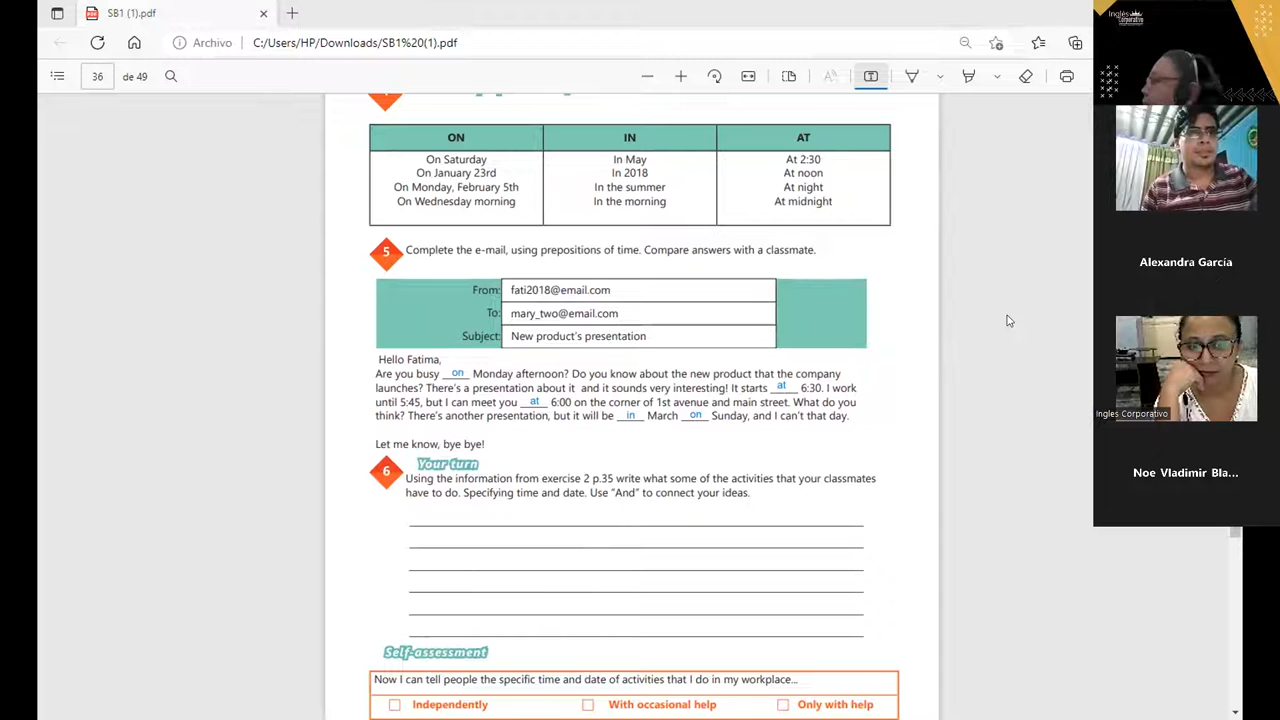 SB1 (1).pdf
Archivo
C:/Users/HP/Downloads/SB1%20(1).pdf
36
de 49
ON IN AT
On Saturday In May At 2:30
On January 23rd In 2018 At noon
On Monday, February 5th In the summer At night
On Wednesday morning In the morning At midnight
5 Complete the e-mail, using prepositions of time. Compare answers with a classmate.
From: fati2018@email.com
To: mary_two@email.com
Subject: New product's presentation
Hello Fatima,
Are you busy on Monday afternoon? Do you know about the new product that the company
launches? There's a presentation about it and it sounds very interesting! It starts at 6:30. I work
until 5:45, but I can meet you at 6:00 on the corner of 1st avenue and main street. What do you
think? There's another presentation, but it will be in March on Sunday, and I can't that day.
Let me know, bye bye!
6 Your turn
Using the information from exercise 2 p.35 write what some of the activities that your classmates
have to do. Specifying time and date. Use "And" to connect your ideas.
Self-assessment
Now I can tell people the specific time and date of activities that I do in my workplace...
Independently With occasional help Only with help
Inglés
Corporativo
Alexandra García
Ingles Corporativo
Noe Vladimir Bla...